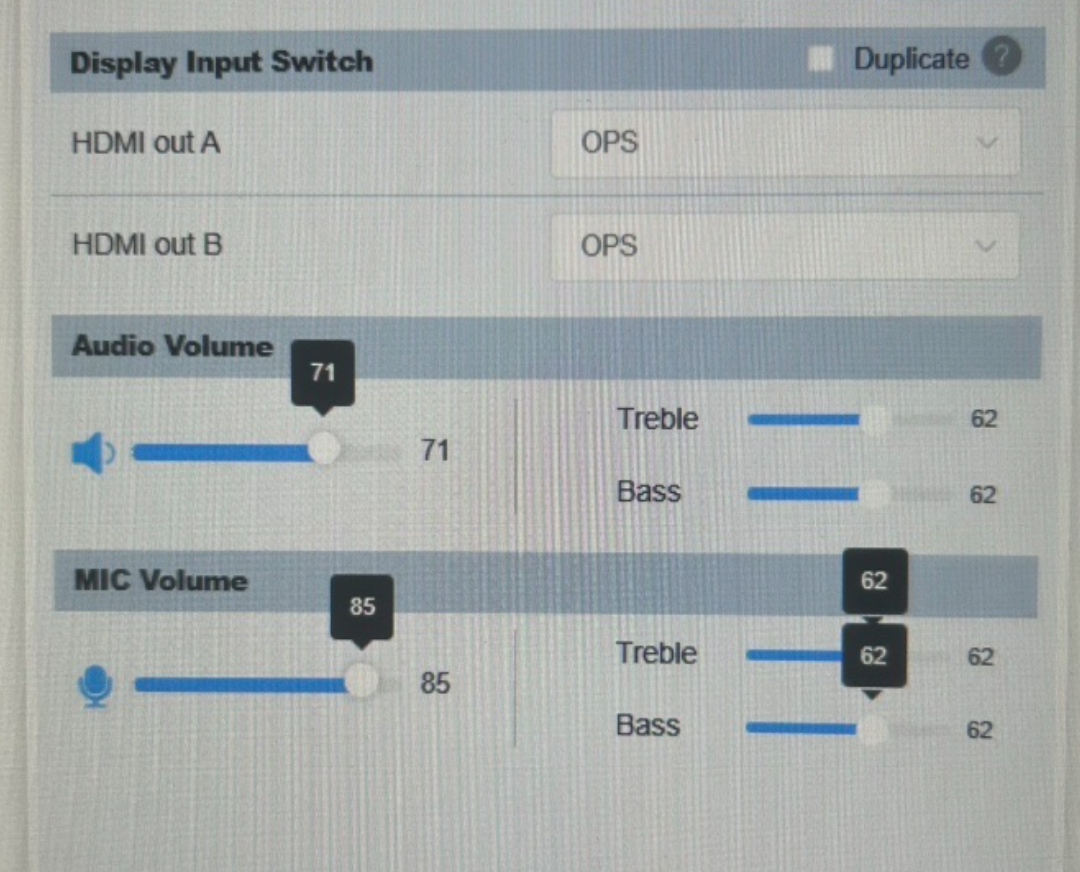 Display Input Switch Duplicate ?
HDMI out A OPS
HDMI out B OPS
Audio Volume
71
71
Treble 62
Bass 62
MIC Volume
85
85
62
Treble 62 62
Bass 62